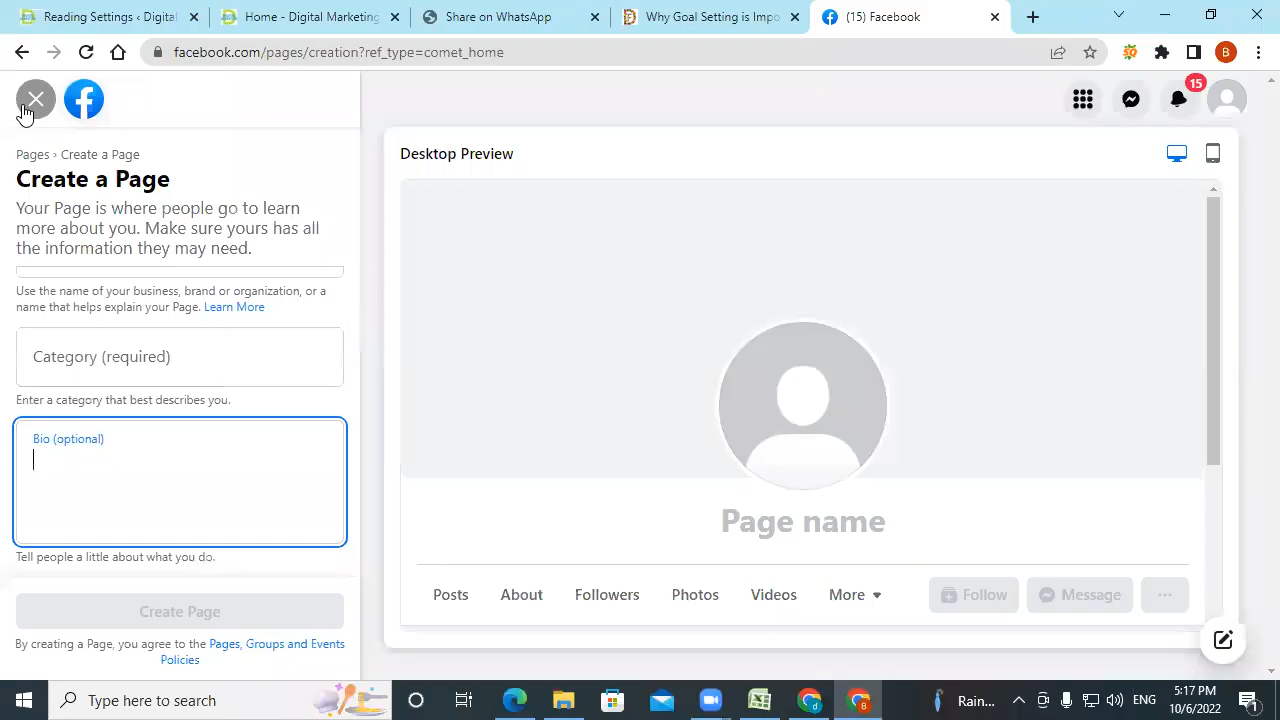 Reading Settings ‹ Digital
Home - Digital Marketing
Share on WhatsApp
Why Goal Setting Is Impo
(15) Facebook
facebook.com/pages/creation?ref_type=comet_home
B
15
Pages › Create a Page
Create a Page
Your Page is where people go to learn
more about you. Make sure yours has all
the information they may need.
Use the name of your business, brand or organization, or a
name that helps explain your Page. Learn More
Category (required)
Enter a category that best describes you.
Bio (optional)
Tell people a little about what you do.
Create Page
By creating a Page, you agree to the Pages, Groups and Events
Policies
Desktop Preview
Page name
Posts
About
Followers
Photos
Videos
More
Follow
Message
Type here to search
Rain...
ENG
5:17 PM
10/6/2022